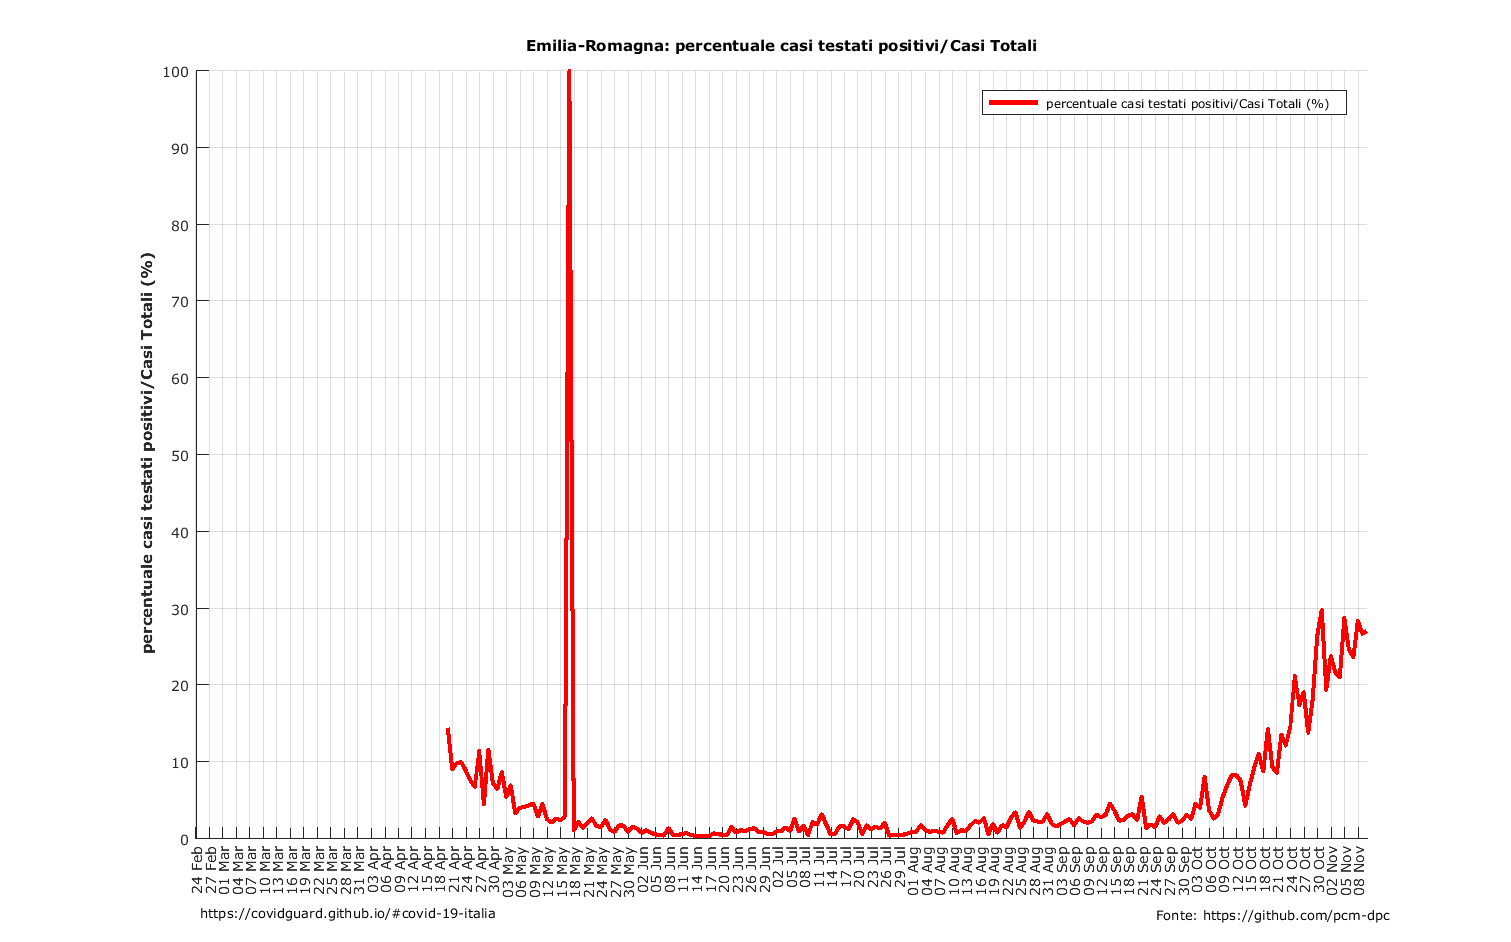 Emilia-Romagna: percentuale casi testati positivi/Casi Totali
percentuale casi testati positivi/Casi Totali (%)
percentuale casi testati positivi/Casi Totali (%)
100
90
80
70
60
50
40
30
20
10
0
24 Feb
27 Feb
01 Mar
04 Mar
07 Mar
10 Mar
13 Mar
16 Mar
19 Mar
22 Mar
25 Mar
28 Mar
31 Mar
03 Apr
06 Apr
09 Apr
12 Apr
15 Apr
18 Apr
21 Apr
24 Apr
27 Apr
30 Apr
03 May
06 May
09 May
12 May
15 May
18 May
21 May
24 May
27 May
30 May
02 Jun
05 Jun
08 Jun
11 Jun
14 Jun
17 Jun
20 Jun
23 Jun
26 Jun
29 Jun
02 Jul
05 Jul
08 Jul
11 Jul
14 Jul
17 Jul
20 Jul
23 Jul
26 Jul
29 Jul
01 Aug
04 Aug
07 Aug
10 Aug
13 Aug
16 Aug
19 Aug
22 Aug
25 Aug
28 Aug
31 Aug
03 Sep
06 Sep
09 Sep
12 Sep
15 Sep
18 Sep
21 Sep
24 Sep
27 Sep
30 Sep
03 Oct
06 Oct
09 Oct
12 Oct
15 Oct
18 Oct
21 Oct
24 Oct
27 Oct
30 Oct
02 Nov
05 Nov
08 Nov
https://covidguard.github.io/#covid-19-italia
Fonte: https://github.com/pcm-dpc